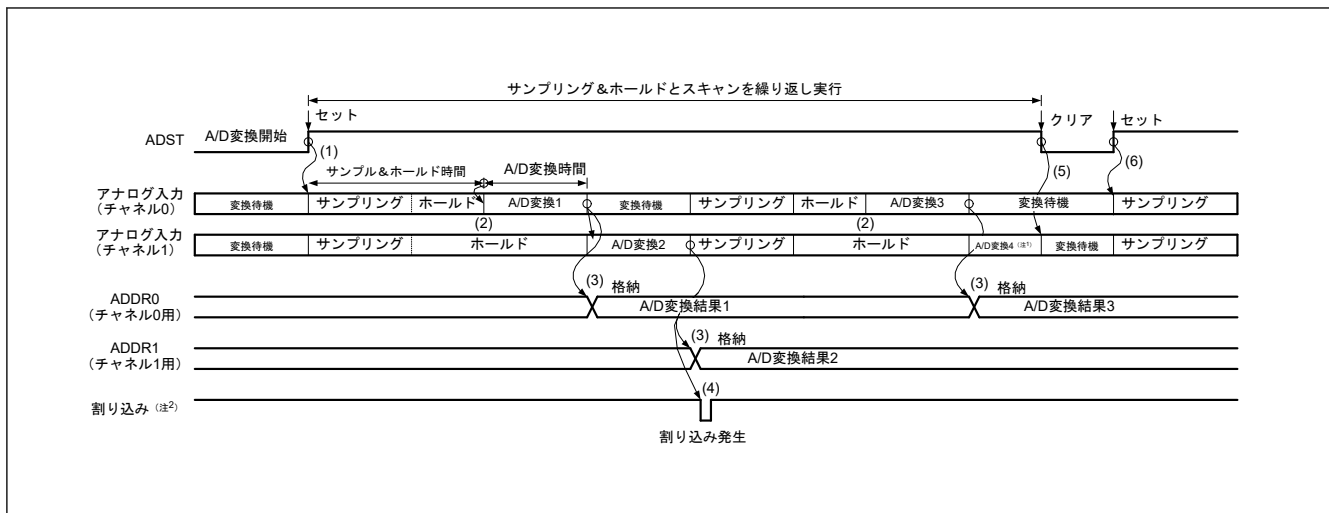 サンプリング＆ホールドとスキャンを繰り返し実行
セット
クリア
セット
ADST
A/D変換開始
(1)
(5)
(6)
サンプル＆ホールド時間
A/D変換時間
アナログ入力
（チャネル0）
変換待機
サンプリング
ホールド
A/D変換1
変換待機
サンプリング
ホールド
A/D変換3
変換待機
サンプリング
(2)
(2)
アナログ入力
（チャネル1）
変換待機
サンプリング
ホールド
A/D変換2
サンプリング
ホールド
A/D変換4（注1）
変換待機
サンプリング
(3)
格納
(3)
格納
ADDR0
（チャネル0用）
A/D変換結果1
A/D変換結果3
(3)
格納
ADDR1
（チャネル1用）
A/D変換結果2
(4)
割り込み（注2）
割り込み発生